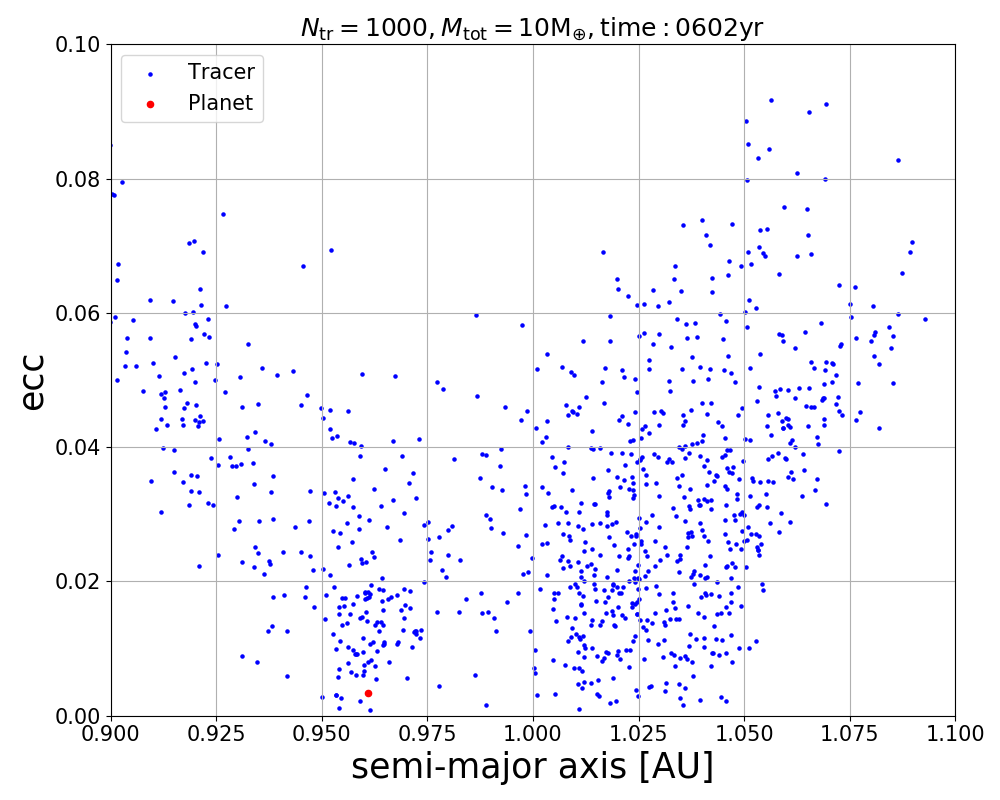 N_tr = 1000, M_tot = 10M_⊕, time : 0602yr
Tracer
Planet
ecc
0.10
0.08
0.06
0.04
0.02
0.00
0.900 0.925 0.950 0.975 1.000 1.025 1.050 1.075 1.100
semi-major axis [AU]